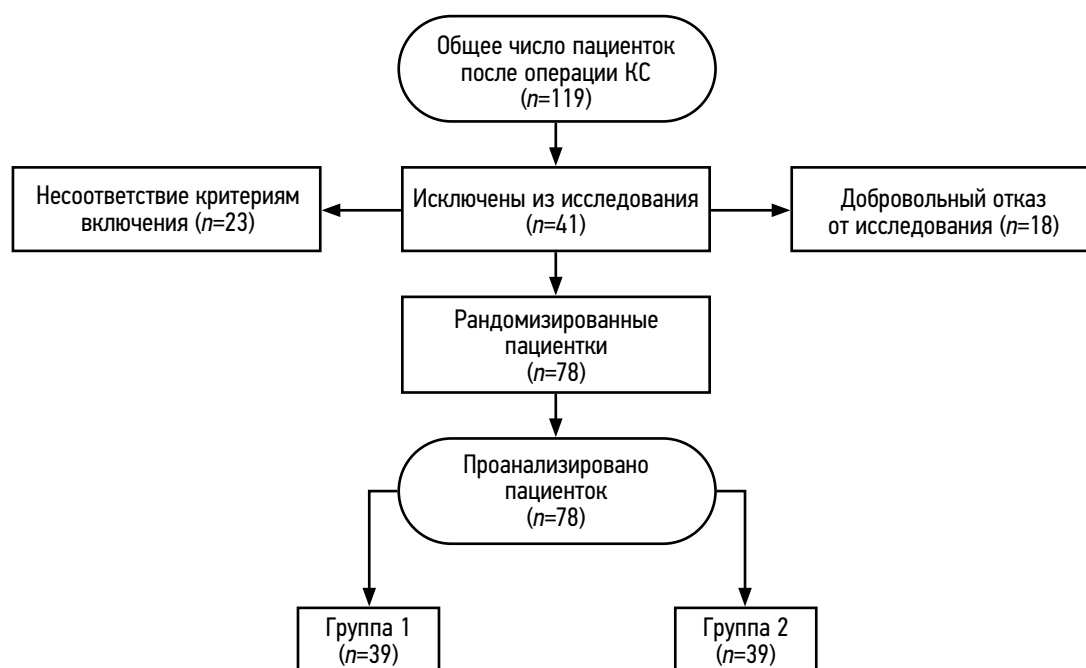 Общее число пациенток
после операции КС
(n=119)
Несоответствие критериям
включения (n=23)
Исключены из исследования
(n=41)
Добровольный отказ
от исследования (n=18)
Рандомизированные
пациентки
(n=78)
Проанализировано
пациенток
(n=78)
Группа 1
(n=39)
Группа 2
(n=39)